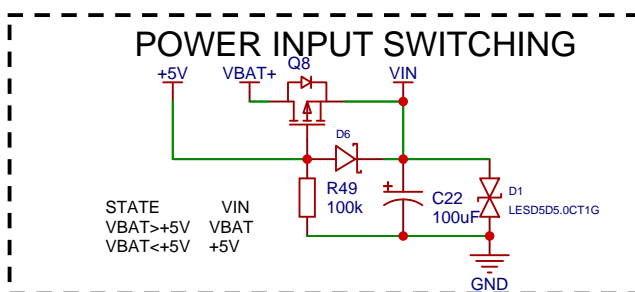 POWER INPUT SWITCHING
+5V VBAT+ Q8 VIN
D6
R49
100k
C22
100uF
D1
LESD5D5.0CT1G
STATE VIN
VBAT>+5V VBAT
VBAT<+5V +5V
GND